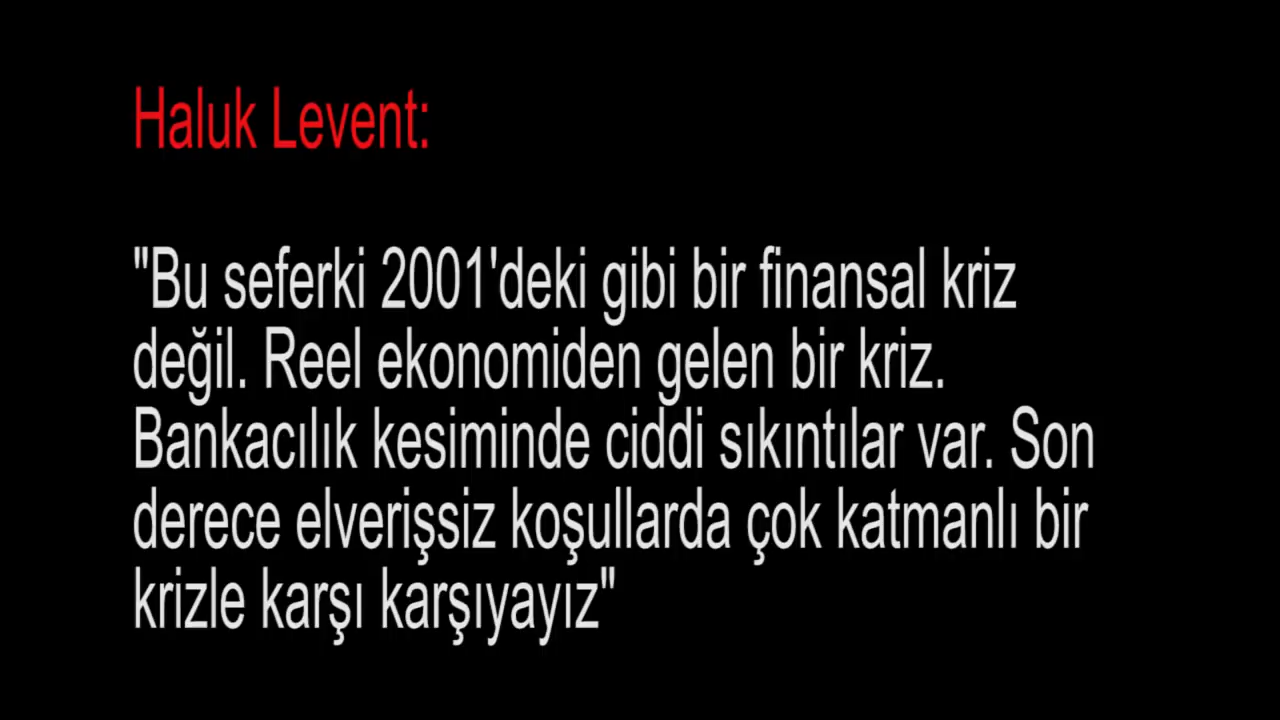 Haluk Levent:
"Bu seferki 2001'deki gibi bir finansal kriz
değil. Reel ekonomiden gelen bir kriz.
Bankacılık kesiminde ciddi sıkıntılar var. Son
derece elverişsiz koşullarda çok katmanlı bir
krizle karşı karşıyayız"